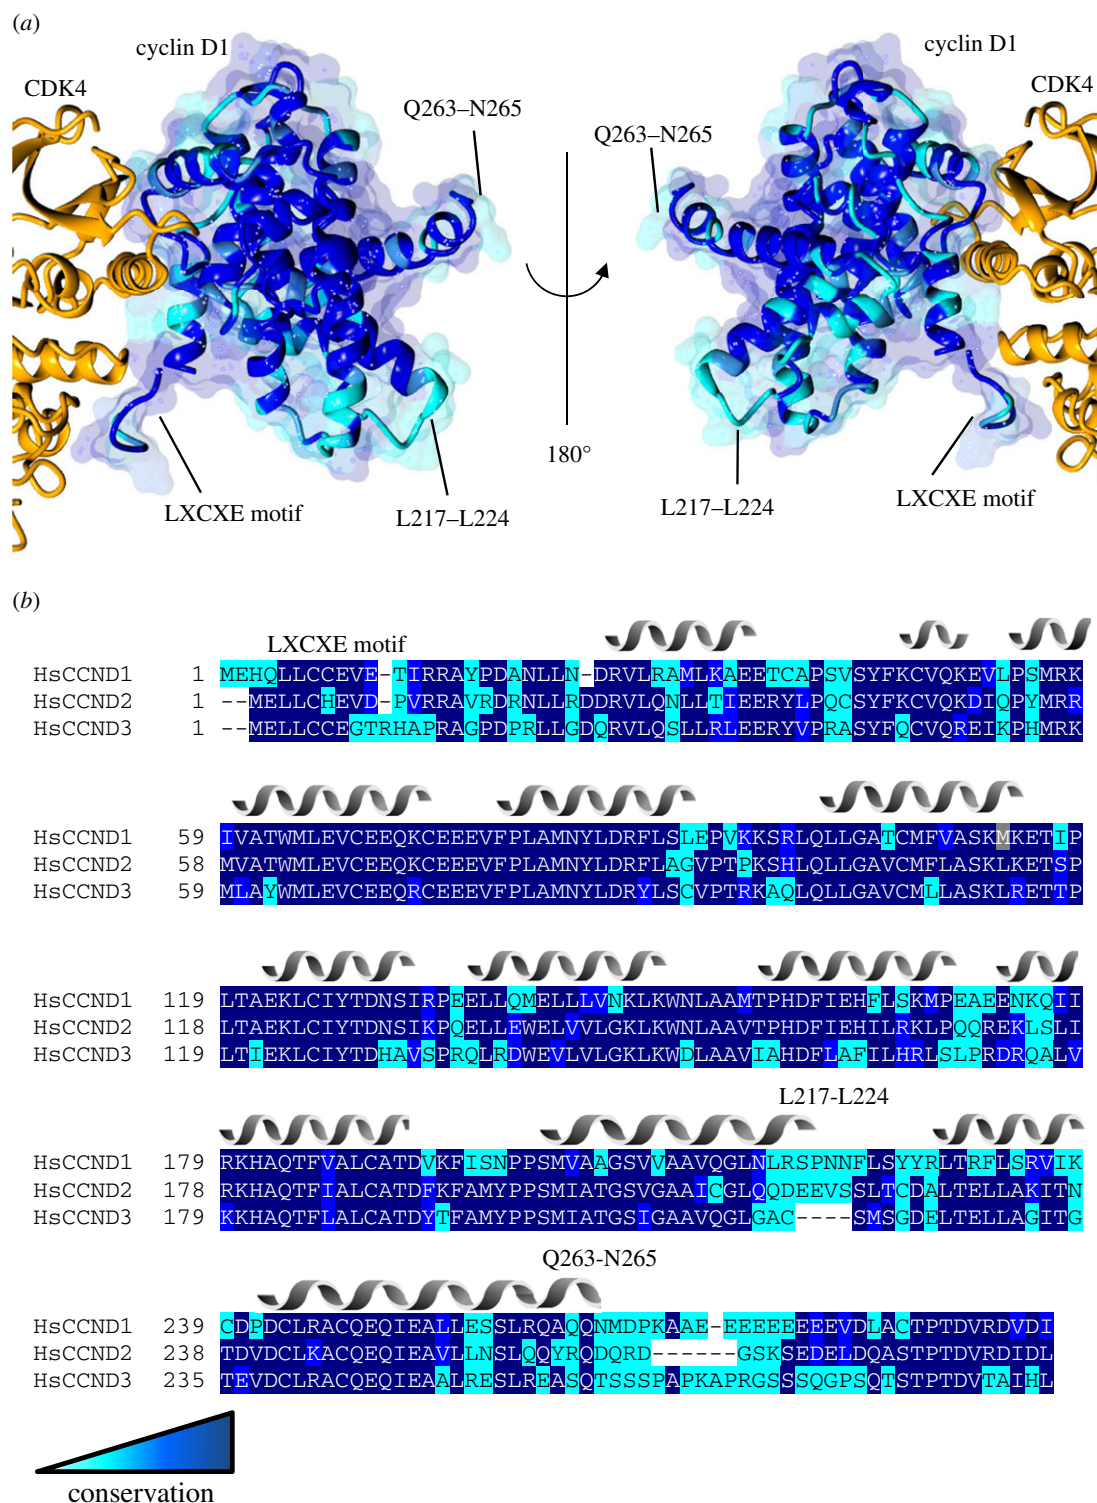 (a)
cyclin D1
cyclin D1
CDK4
CDK4
Q263–N265
Q263–N265
180°
LXCXE motif
L217–L224
L217–L224
LXCXE motif
(b)
LXCXE motif
HsCCND1 1 MEHQLLCCEVE-TIRRAYPDANLLN-DRVLRAMLKAEETCAPSVSYFKCVQKEVLPSMRK
HsCCND2 1 --MELLCHEVD-PVRRAVRDRNLLRDDRVLQNLLTIEERYLPQCSYFKCVQKDIQPYMRR
HsCCND3 1 --MELLCCEGTRHAPRAGPDPRLLGDQRVLQSLLRLEERYVPRASYFQCVQREIKPHMRK
HsCCND1 59 IVATWMLEVCEEQKCEEEVFPLAMNYLDRFLSLEPVKKSRLQLLGATCMFVASKMKETIP
HsCCND2 58 MVATWMLEVCEEQKCEEEVFPLAMNYLDRFLAGVPTPKSHLQLLGAVCMFLASKLKETSP
HsCCND3 59 MLAYWMLEVCEEQRCEEEVFPLAMNYLDRYLSCVPTRKAQLQLLGAVCMLLASKLRETTP
HsCCND1 119 LTAEKLCIYTDNSIRPEELLQMELLLVNKLKWNLAAMTPHDFIEHFLSKMPEAEENKQII
HsCCND2 118 LTAEKLCIYTDNSIKPQELLEWELVVLGKLKWNLAAVTPHDFIEHILRKLPQQREKLSLI
HsCCND3 119 LTIEKLCIYTDHAVSPRQLRDWEVLVLGKLKWDLAAVIAHDFLAFILHRLSLPRDRQALV
L217-L224
HsCCND1 179 RKHAQTFVALCATDVKFISNPPSMVAAGSVVAAVQGLNLRSPNNFLSYYRLTRFLSRVIK
HsCCND2 178 RKHAQTFIALCATDFKFAMYPPSMIATGSVGAAICGLQQDEEVSSLTCDALTELLAKITN
HsCCND3 179 KKHAQTFLALCATDYTFAMYPPSMIATGSIGAAVQGLGAC----SMSGDELTELLAGITG
Q263-N265
HsCCND1 239 CDPDCLRACQEQIEALLESSLRQAQQNMDPKAAE-EEEEEEEEVDLACTPTDVRDVDI
HsCCND2 238 TDVDCLKACQEQIEAVLLNSLQQYRQDQRD------GSKSEDELDQASTPTDVRDIDL
HsCCND3 235 TEVDCLRACQEQIEAALRESLREASQTSSSPAPKAPRGSSSQGPSQTSTPTDVTAIHL
conservation